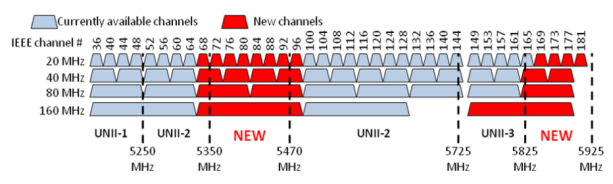 Currently available channels New channels
IEEE channel # 36 40 44 48 52 56 60 64 68 72 76 80 84 88 92 96 100 104 108 112 116 120 124 128 132 136 140 144 149 153 157 161 165 169 173 177 181
20 MHz
40 MHz
80 MHz
160 MHz
UNII-1 UNII-2 NEW UNII-2 UNII-3 NEW
5250 5350 5470 5725 5825 5925
MHz MHz MHz MHz MHz MHz